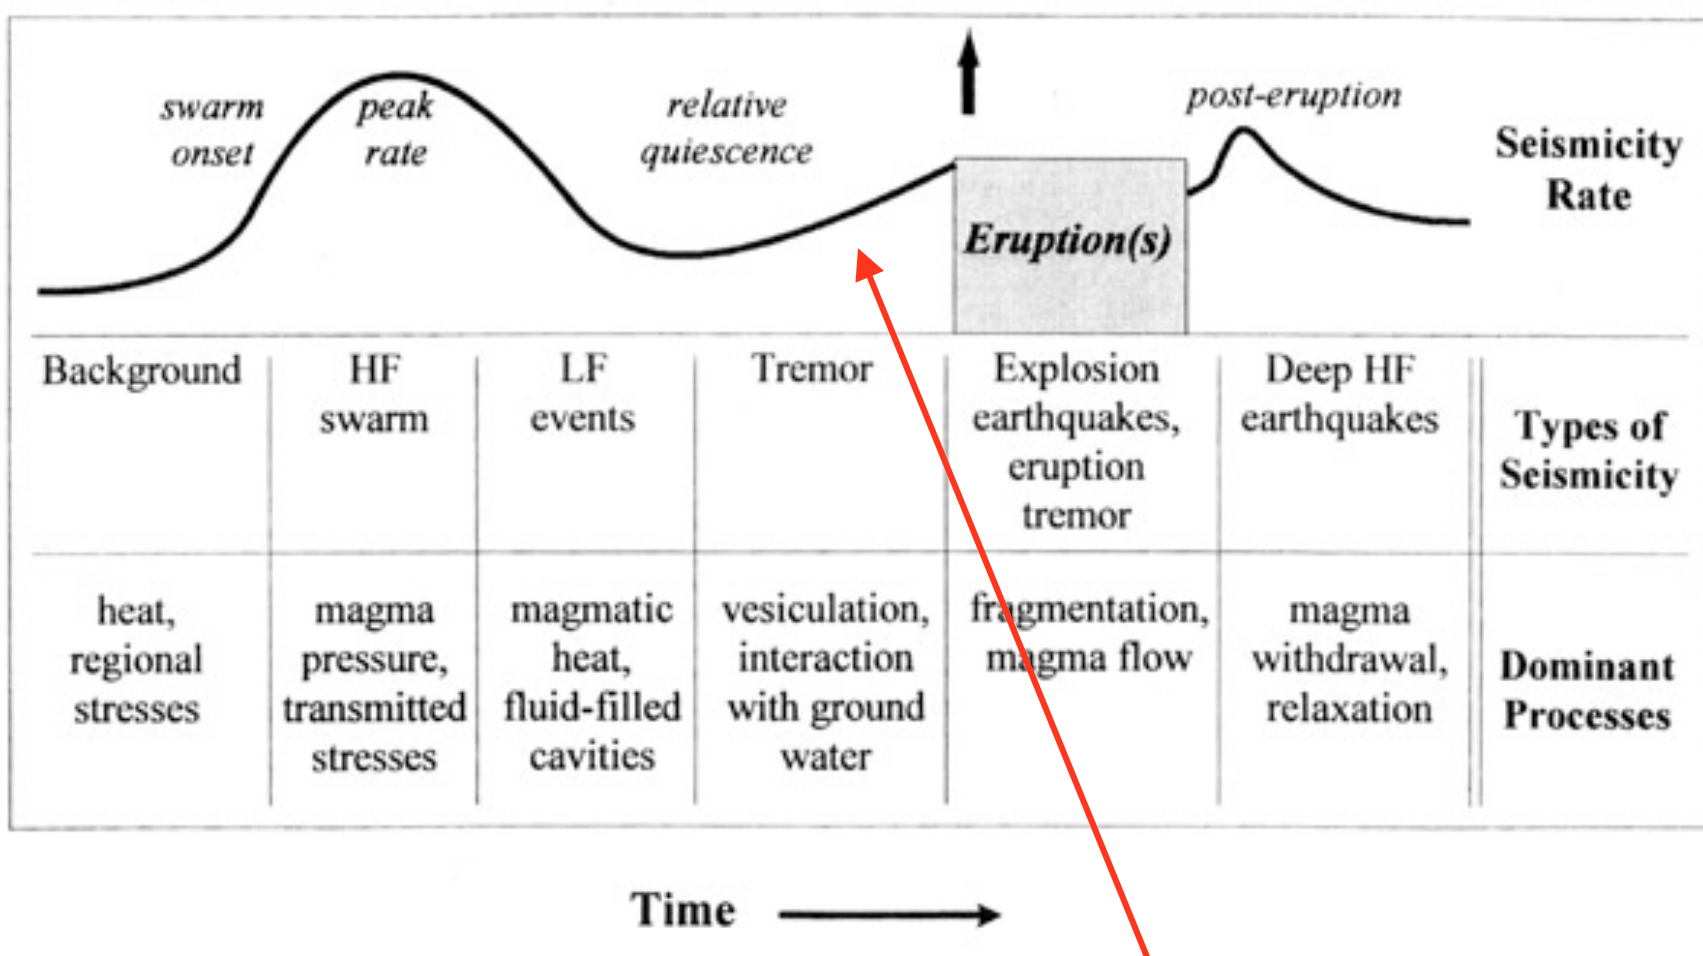 swarm
onset
peak
rate
relative
quiescence
post-eruption
Seismicity
Rate
Eruption(s)
Background
HF
swarm
LF
events
Tremor
Explosion
earthquakes,
eruption
tremor
Deep HF
earthquakes
Types of
Seismicity
heat,
regional
stresses
magma
pressure,
transmitted
stresses
magmatic
heat,
fluid-filled
cavities
vesiculation,
interaction
with ground
water
fragmentation,
magma flow
magma
withdrawal,
relaxation
Dominant
Processes
Time